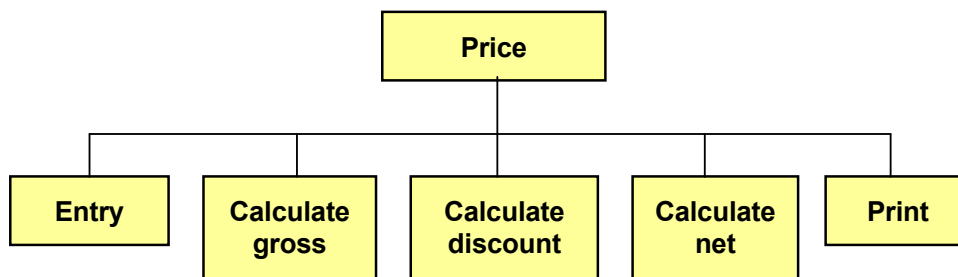 Price
Entry
Calculate
gross
Calculate
discount
Calculate
net
Print